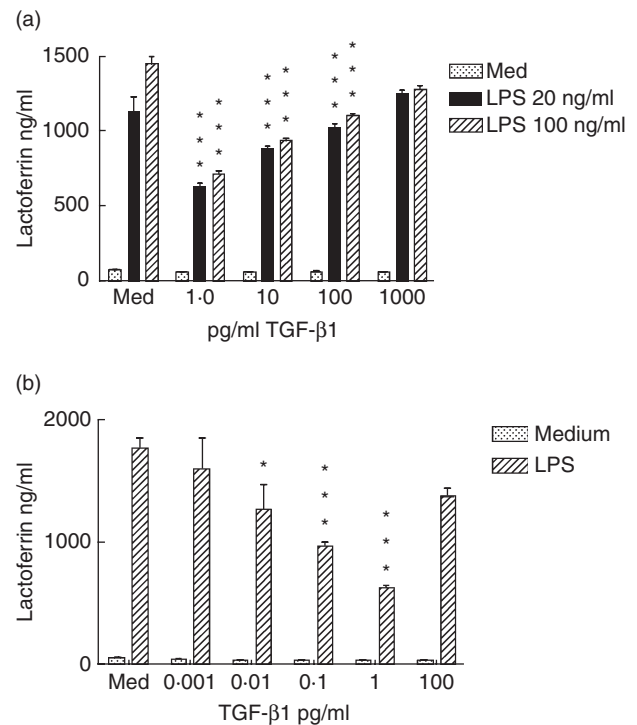 (a)
1500
1000
500
0
Lactoferrin ng/ml
* * * * * *
* * * * * *
* * * * * *
Med
LPS 20 ng/ml
LPS 100 ng/ml
Med 1·0 10 100 1000
pg/ml TGF-β1
(b)
2000
1000
0
Lactoferrin ng/ml
* * * * * * *
Medium
LPS
Med 0·001 0·01 0·1 1 100
TGF-β1 pg/ml